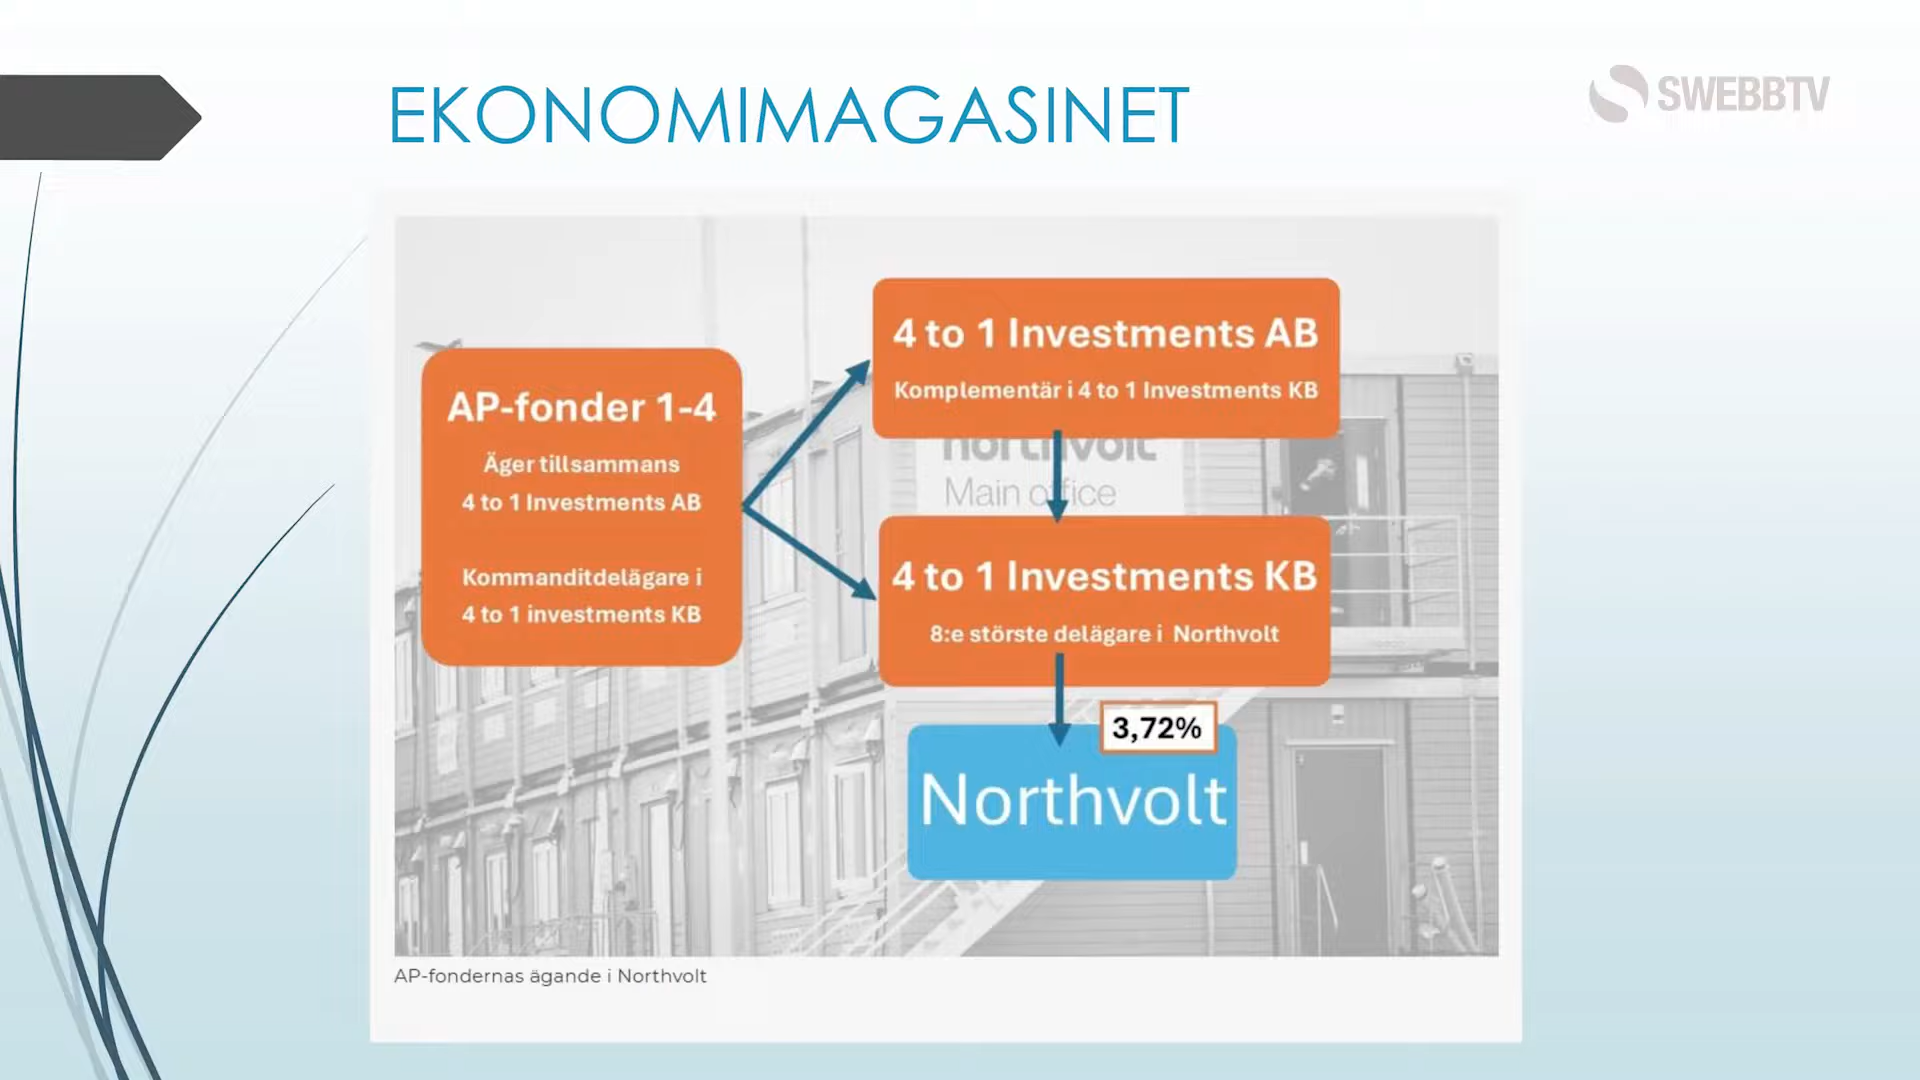 EKONOMIMAGASINET
SWEBBTV
AP-fonder 1-4
Äger tillsammans
4 to 1 Investments AB
Kommanditdelägare i
4 to 1 investments KB
4 to 1 Investments AB
Komplementär i 4 to 1 Investments KB
northvolt
Main office
4 to 1 Investments KB
8:e största delägare i Northvolt
3,72%
Northvolt
AP-fondernas ägande i Northvolt